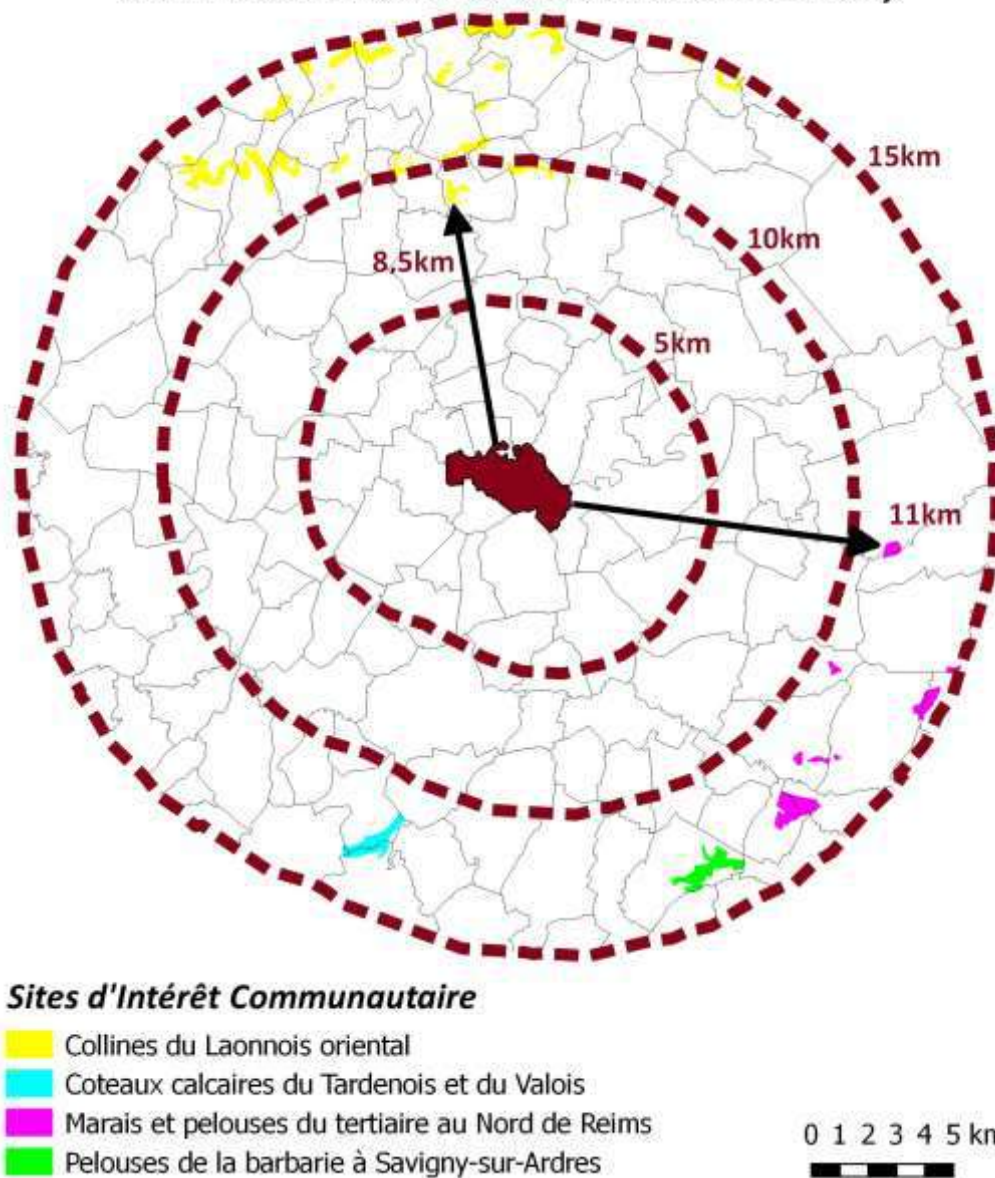 15km
10km
8,5km
5km
11km
Sites d'Intérêt Communautaire
Collines du Laonnois oriental
Coteaux calcaires du Tardenois et du Valois
Marais et pelouses du tertiaire au Nord de Reims
Pelouses de la barbarie à Savigny-sur-Ardres
0 1 2 3 4 5 km